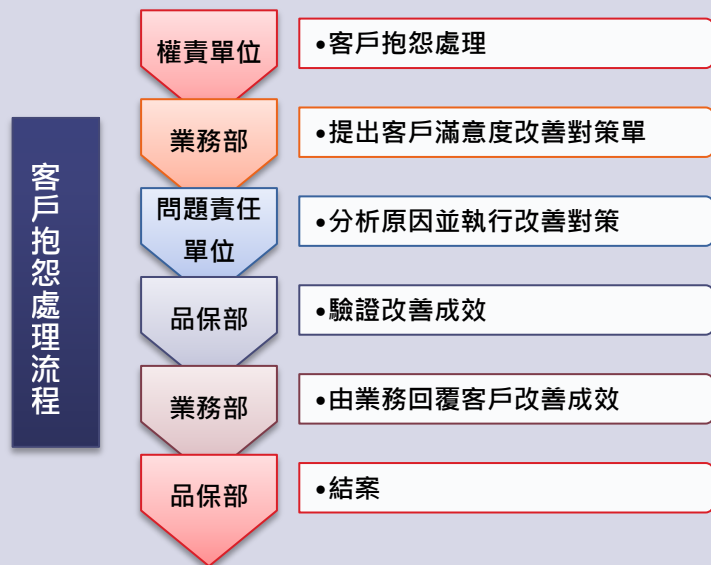 客戶抱怨處理流程
權責單位
•客戶抱怨處理
業務部
•提出客戶滿意度改善對策單
問題責任
單位
•分析原因並執行改善對策
品保部
•驗證改善成效
業務部
•由業務回覆客戶改善成效
品保部
•結案